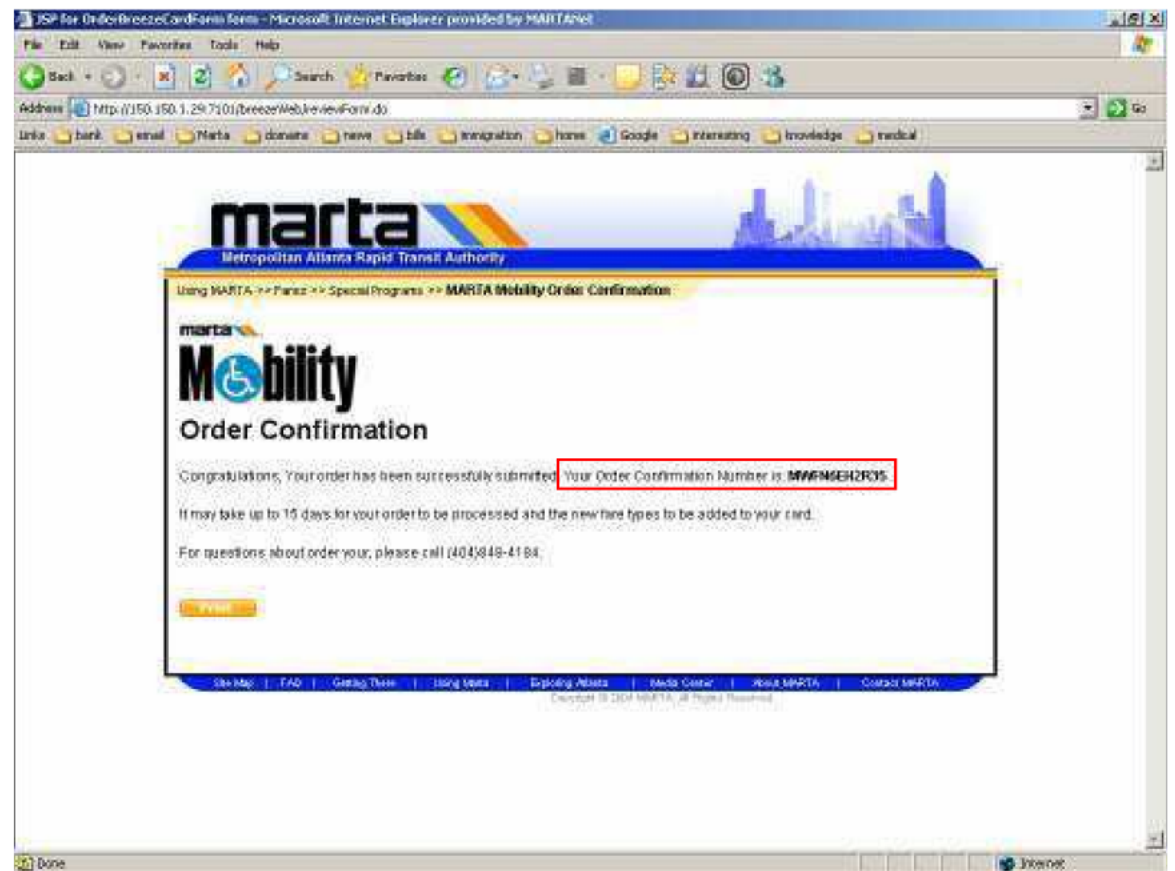 JSP for OrderBreezeCardForm form - Microsoft Internet Explorer provided by MARTANet
File Edit View Favorites Tools Help
Back Search Favorites
Address http://150.150.1.29:7101/breezeWeb/reviewForm.do Go
Links bank email Marta domains news bills immigration home Google interesting knowledge medical
marta
Metropolitan Atlanta Rapid Transit Authority
Using MARTA >> Fares >> Special Programs >> MARTA Mobility Order Confirmation
marta
Mobility
Order Confirmation
Congratulations, Your order has been successfully submitted. Your Order Confirmation Number is:
It may take up to 15 days for your order to be processed and the new fare types to be added to your card.
For questions about order your, please call (404)848-4184.
Print
Site Map | FAQ | Getting There | Using Marta | Exploring Atlanta | Media Center | About MARTA | Contact MARTA
Copyright © 2004 MARTA, All Rights Reserved
Done Internet